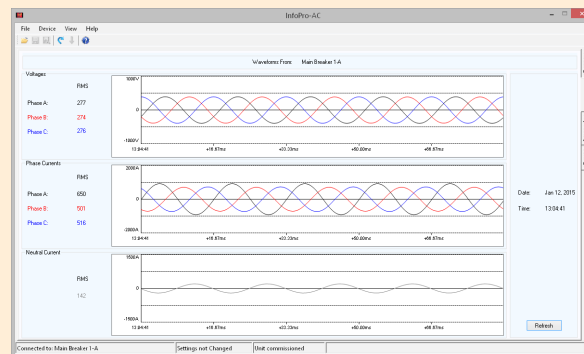 InfoPro-AC
File Device View Help
Waveforms From: Main Breaker 1-A
Voltages
RMS
Phase A: 277
Phase B: 274
Phase C: 276
1000V
0
-1000V
13:04:41 +16.67ms +33.33ms +50.00ms +66.67ms
Phase Currents
RMS
Phase A: 650
Phase B: 501
Phase C: 516
2000A
0
-2000A
13:04:41 +16.67ms +33.33ms +50.00ms +66.67ms
Neutral Current
RMS
142
1500A
0
-1500A
13:04:41 +16.67ms +33.33ms +50.00ms +66.67ms
Date: Jan 12, 2015
Time: 13:04:41
Refresh
Connected to: Main Breaker 1-A Settings not Changed Unit commissioned